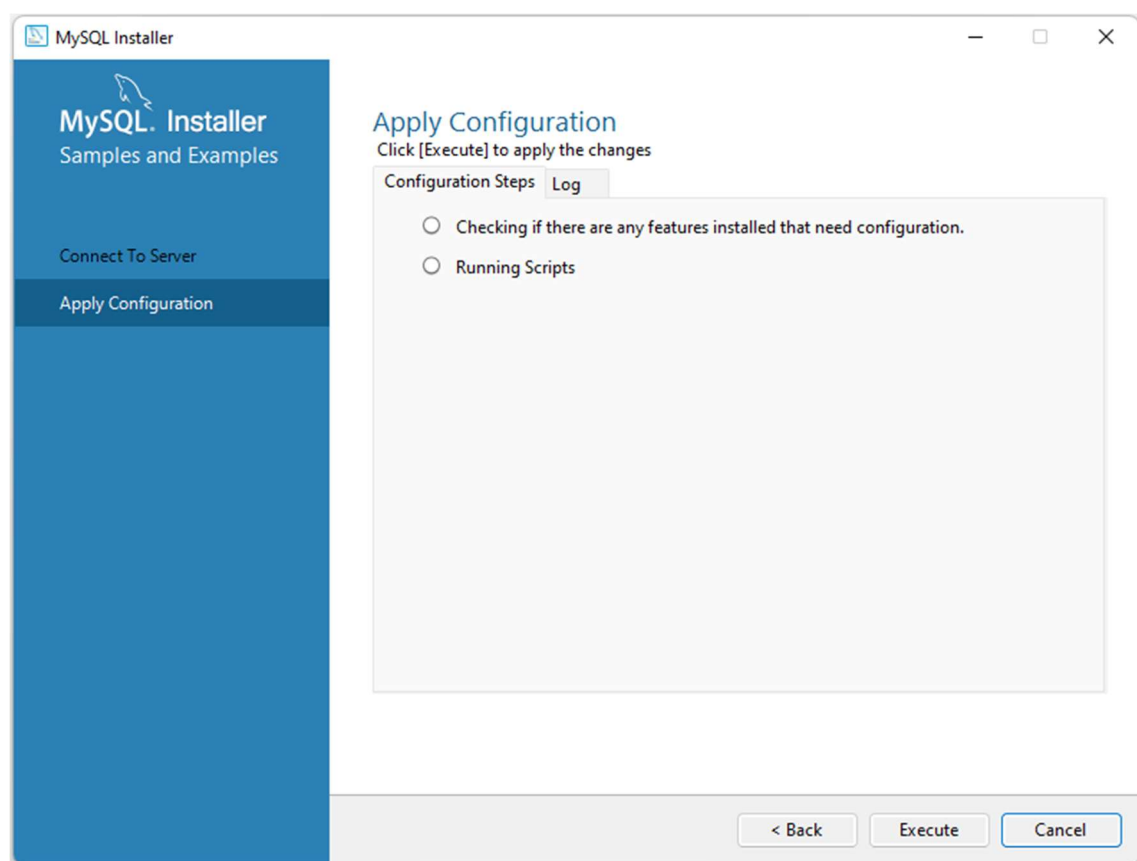 MySQL Installer
MySQL. Installer
Samples and Examples
Connect To Server
Apply Configuration
Apply Configuration
Click [Execute] to apply the changes
Configuration Steps
Log
Checking if there are any features installed that need configuration.
Running Scripts
< Back
Execute
Cancel